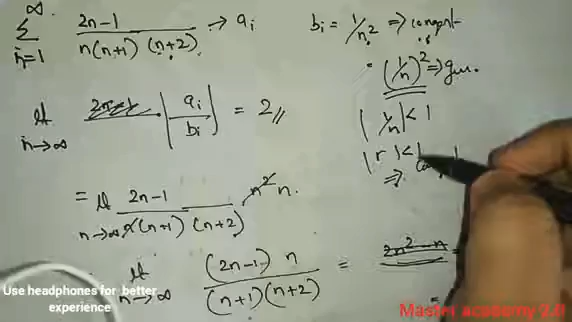 ∞
∑ 2n-1 / n(n+1)(n+2) → aᵢ
n=1
bᵢ = 1/n² ⇒
= (1/n)² ⇒
lt n→∞ |aᵢ/bᵢ| = 2
|1/n| < 1
|r| < 1
⇒
= lt n→∞ 2n-1 / n(n+1)(n+2) n² n.
lt n→∞ (2n-1) n / (n+1)(n+2) = 2n²-n =
=
Use headphones for better
experience
Master academy 2.0